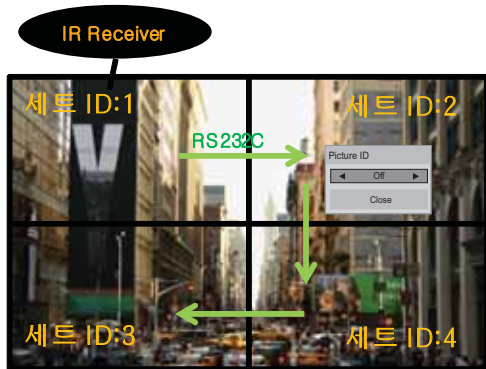 IR Receiver
세트 ID:1
세트 ID:2
RS232C
Picture ID
◀ Off ▶
Close
세트 ID:3
세트 ID:4